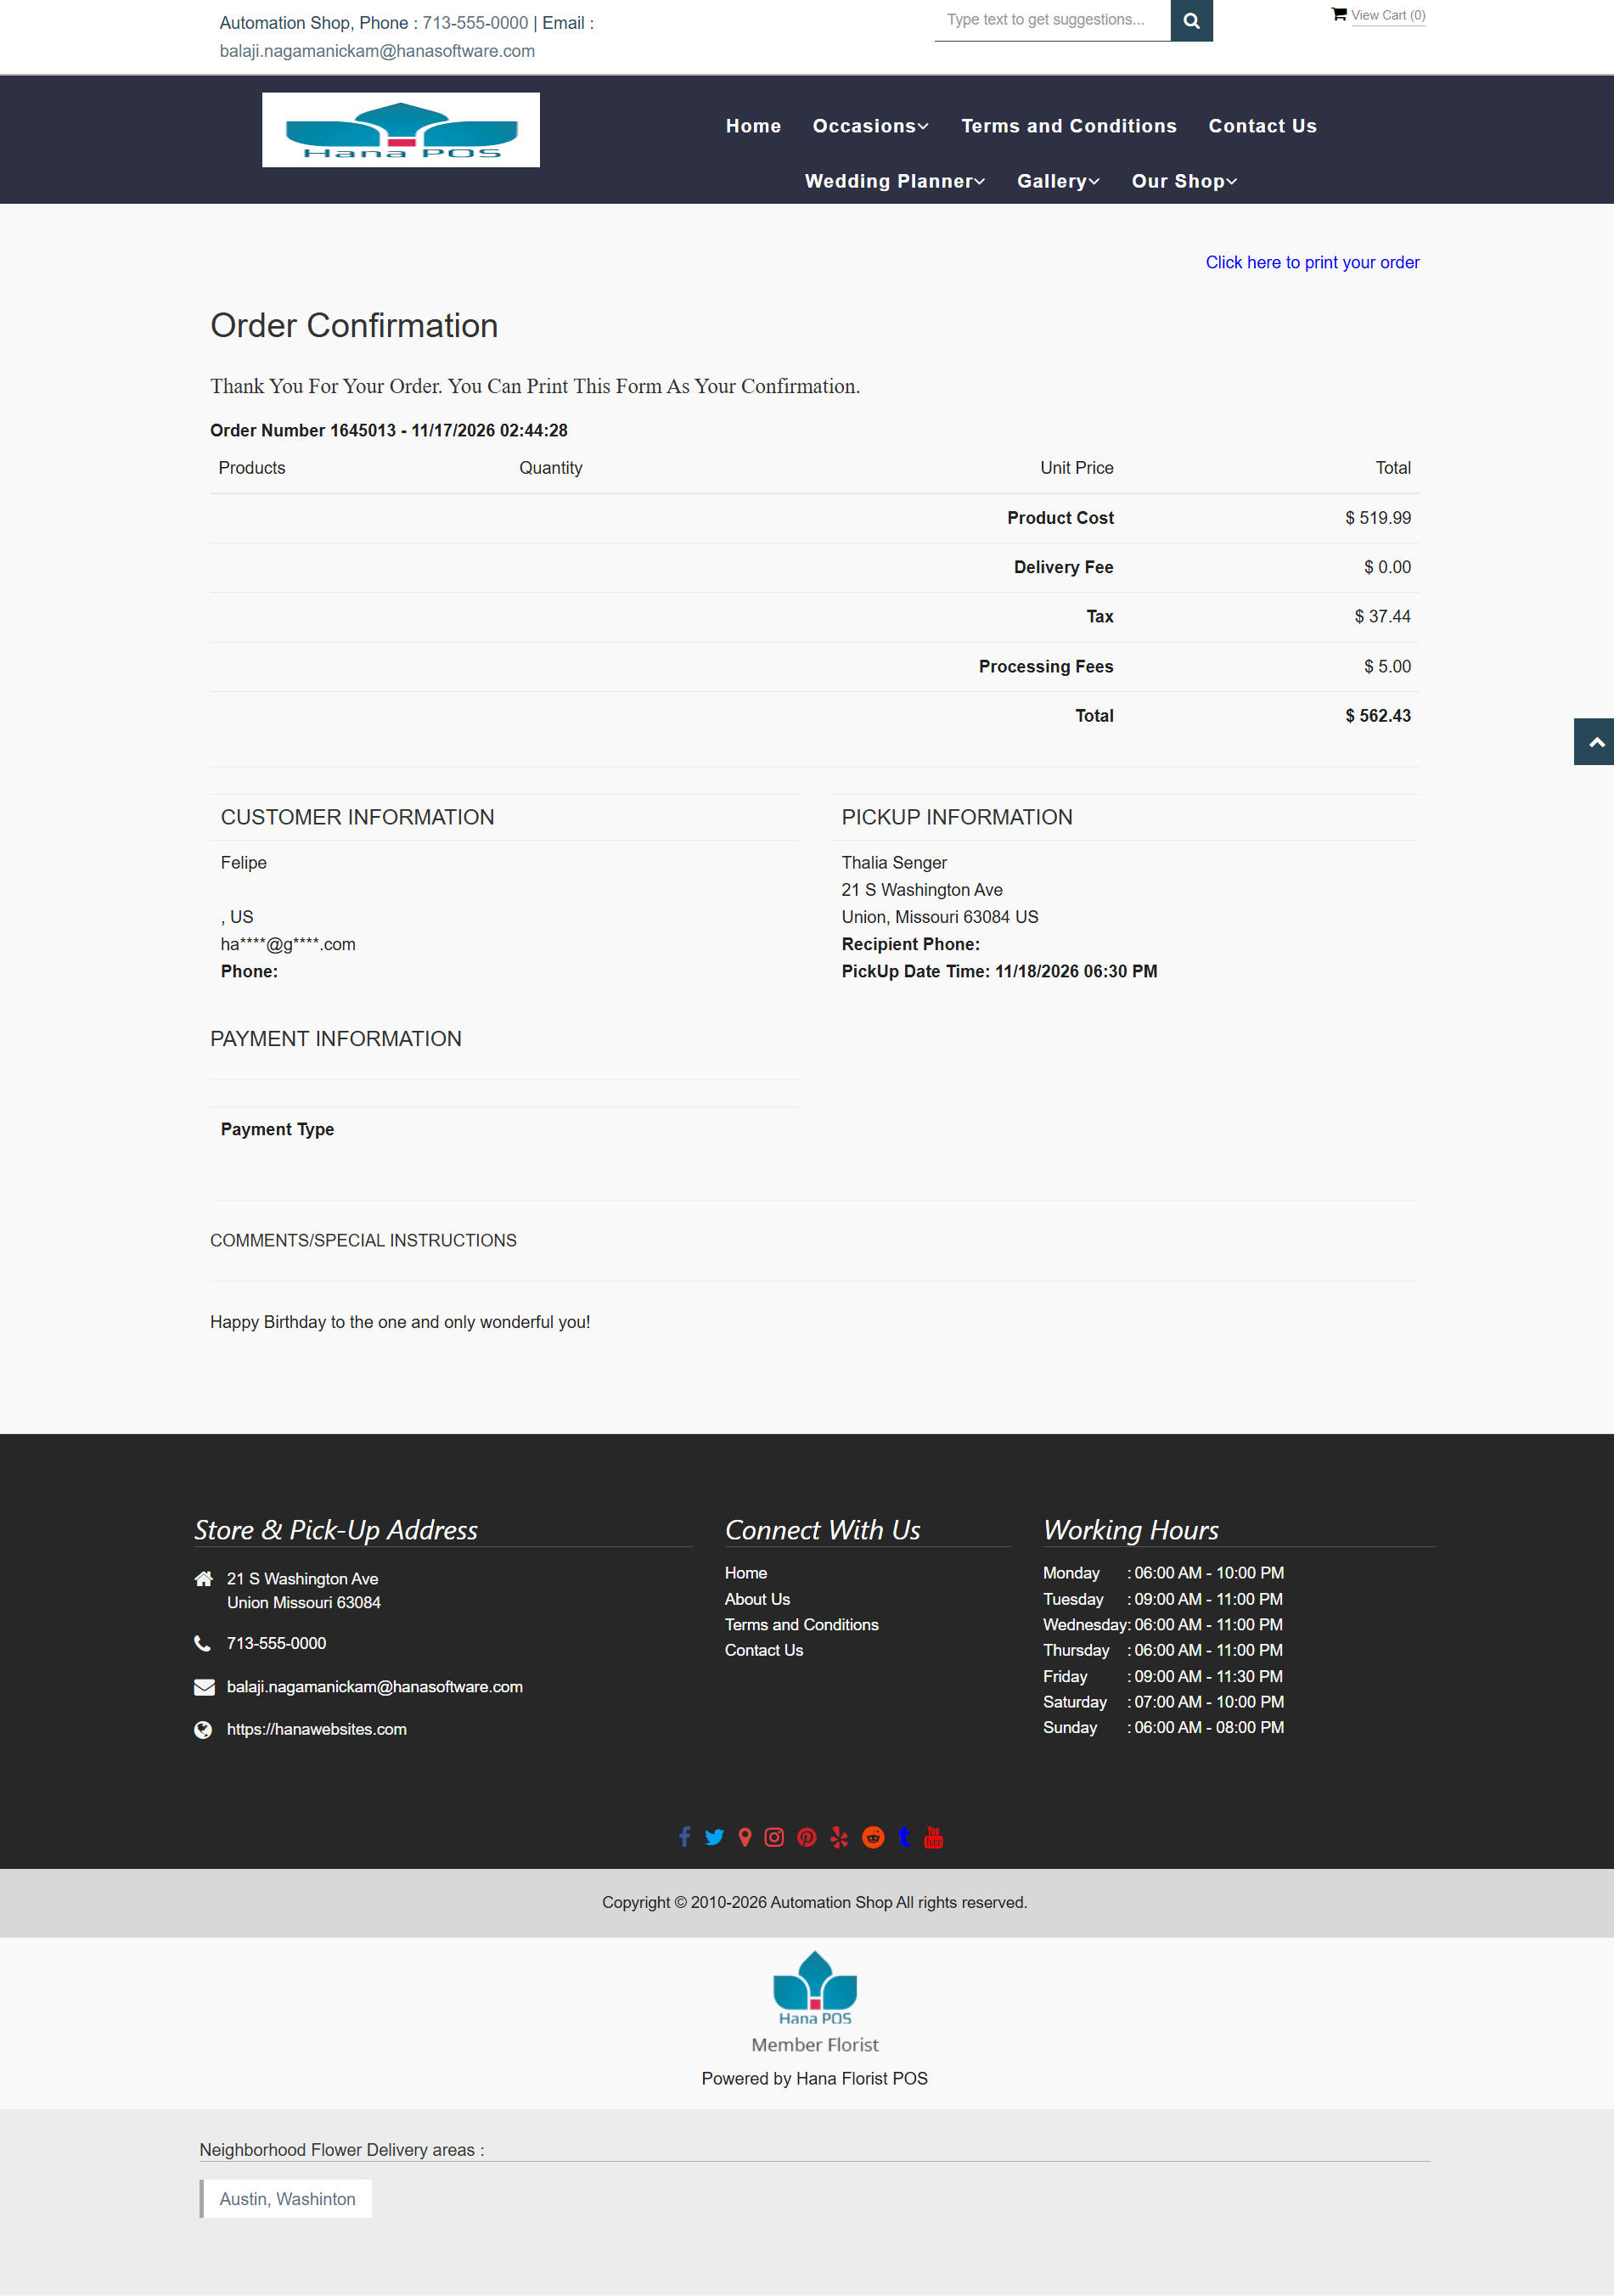 Automation Shop, Phone : 713-555-0000 | Email :
balaji.nagamanickam@hanasoftware.com
Type text to get suggestions...
View Cart (0)
Hana POS
Home Occasions Terms and Conditions Contact Us
Wedding Planner Gallery Our Shop
Click here to print your order
Order Confirmation
Thank You For Your Order. You Can Print This Form As Your Confirmation.
Order Number 1645013 - 11/17/2026 02:44:28
Products Quantity Unit Price Total
Product Cost $ 519.99
Delivery Fee $ 0.00
Tax $ 37.44
Processing Fees $ 5.00
Total $ 562.43
CUSTOMER INFORMATION
Felipe
, US
ha****@g****.com
Phone:
PICKUP INFORMATION
Thalia Senger
21 S Washington Ave
Union, Missouri 63084 US
Recipient Phone:
PickUp Date Time: 11/18/2026 06:30 PM
PAYMENT INFORMATION
Payment Type
COMMENTS/SPECIAL INSTRUCTIONS
Happy Birthday to the one and only wonderful you!
Store & Pick-Up Address
21 S Washington Ave
Union Missouri 63084
713-555-0000
balaji.nagamanickam@hanasoftware.com
https://hanawebsites.com
Connect With Us
Home
About Us
Terms and Conditions
Contact Us
Working Hours
Monday : 06:00 AM - 10:00 PM
Tuesday : 09:00 AM - 11:00 PM
Wednesday: 06:00 AM - 11:00 PM
Thursday : 06:00 AM - 11:00 PM
Friday : 09:00 AM - 11:30 PM
Saturday : 07:00 AM - 10:00 PM
Sunday : 06:00 AM - 08:00 PM
You Tube
Copyright © 2010-2026 Automation Shop All rights reserved.
Hana POS
Member Florist
Powered by Hana Florist POS
Neighborhood Flower Delivery areas :
Austin, Washinton